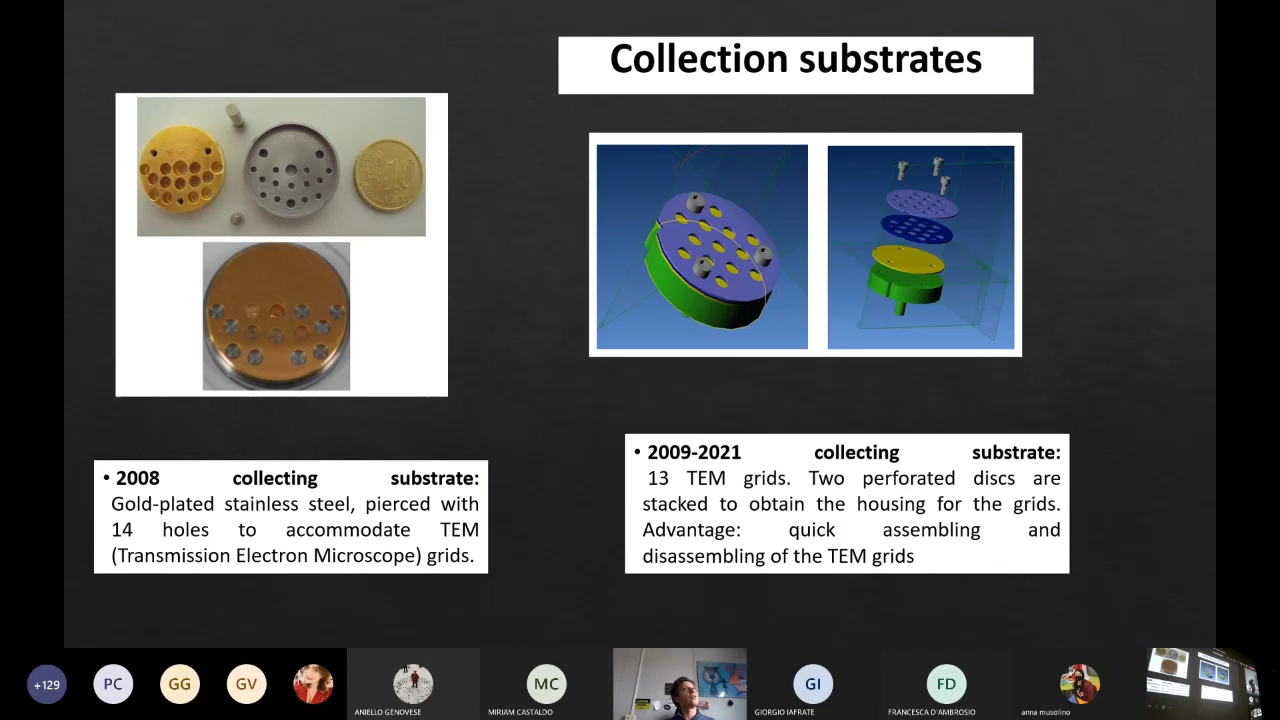 Collection substrates
10
• 2008 collecting substrate:
Gold-plated stainless steel, pierced with
14 holes to accommodate TEM
(Transmission Electron Microscope) grids.
• 2009-2021 collecting substrate:
13 TEM grids. Two perforated discs are
stacked to obtain the housing for the grids.
Advantage: quick assembling and
disassembling of the TEM grids
+129
PC
GG
GV
MC
GI
FD
ANIELLO GENOVESE
MIRIAM CASTALDO
GIORGIO IAFRATE
FRANCESCA D'AMBROSIO
anna musolino